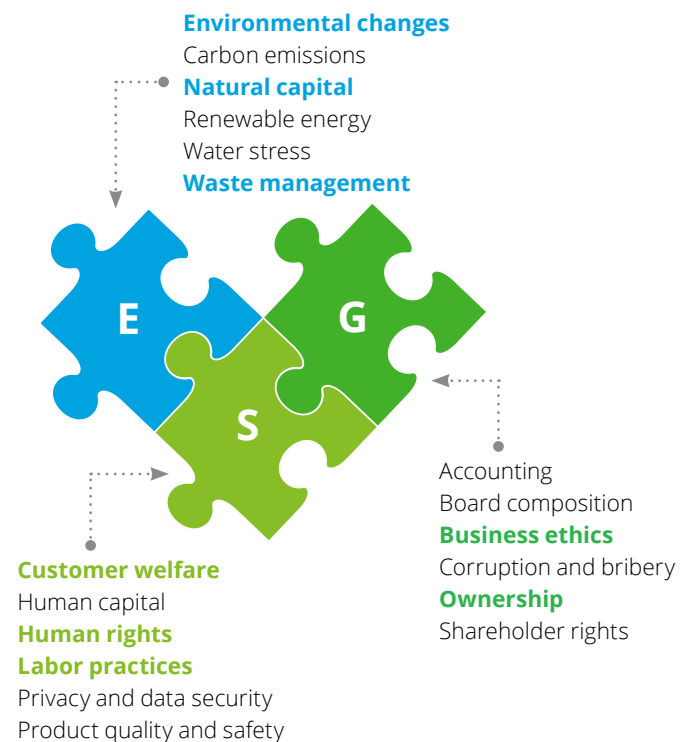 Environmental changes
Carbon emissions
Natural capital
Renewable energy
Water stress
Waste management
E
G
S
Accounting
Board composition
Business ethics
Corruption and bribery
Ownership
Shareholder rights
Customer welfare
Human capital
Human rights
Labor practices
Privacy and data security
Product quality and safety